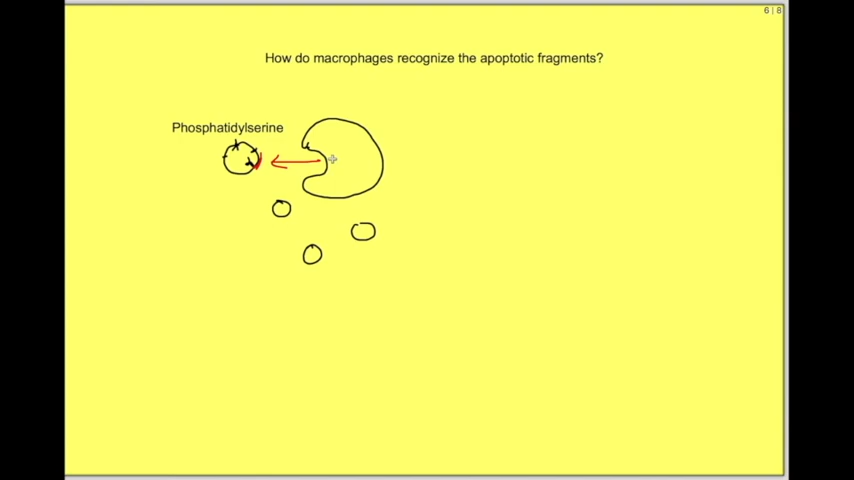 6 | 8
How do macrophages recognize the apoptotic fragments?
Phosphatidylserine